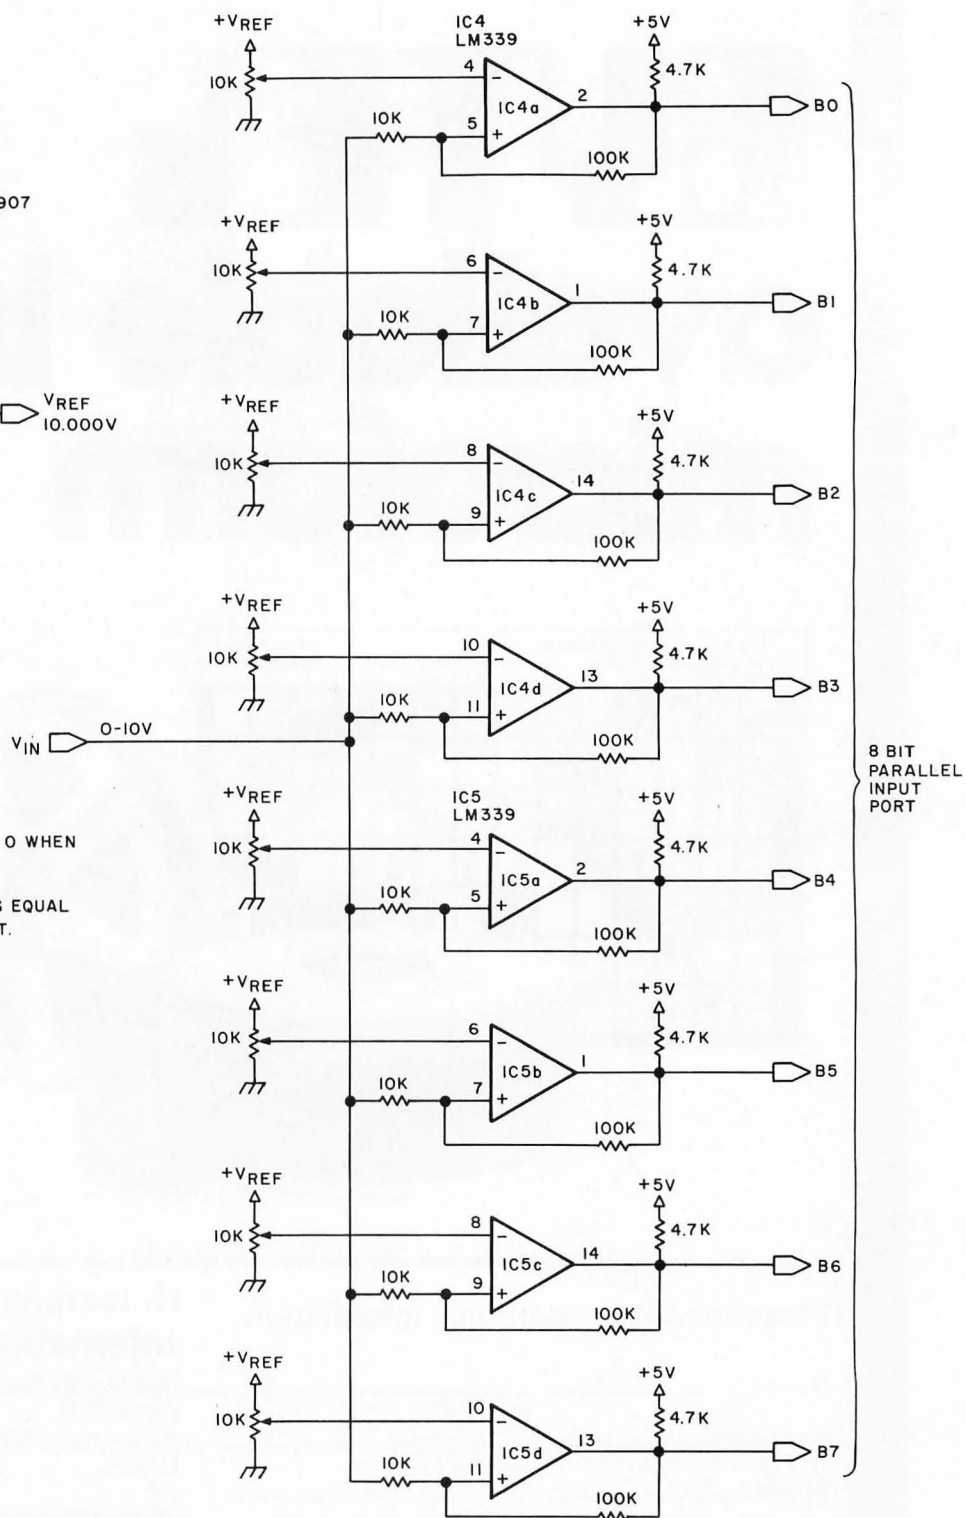 +VREF
10K
IC4
LM339
4
−
IC4a
10K
5
+
2
+5V
4.7K
100K
B0
907
+VREF
10K
6
−
IC4b
10K
7
+
1
+5V
4.7K
100K
B1
VREF
10.000V
+VREF
10K
8
−
IC4c
10K
9
+
14
+5V
4.7K
100K
B2
+VREF
10K
10
−
IC4d
10K
11
+
13
+5V
4.7K
100K
B3
VIN
0-10V
8 BIT
PARALLEL
INPUT
PORT
+VREF
10K
IC5
LM339
4
−
IC5a
10K
5
+
2
+5V
4.7K
100K
B4
0 WHEN
S EQUAL
T.
+VREF
10K
6
−
IC5b
10K
7
+
1
+5V
4.7K
100K
B5
+VREF
10K
8
−
IC5c
10K
9
+
14
+5V
4.7K
100K
B6
+VREF
10K
10
−
IC5d
10K
11
+
13
+5V
4.7K
100K
B7